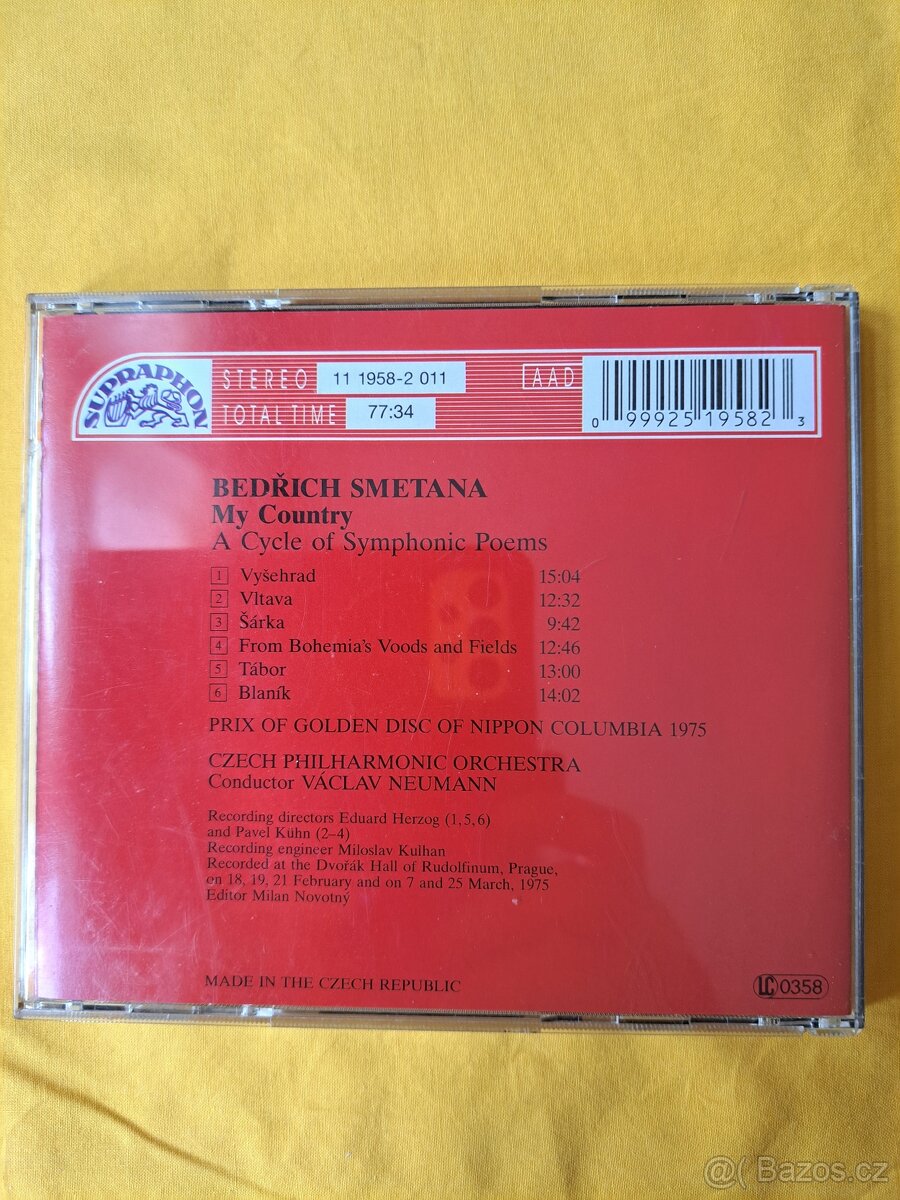 SUPRAPHON
STEREO 11 1958-2 011 AAD
TOTAL TIME 77:34
0 99925 19582 3
BEDŘICH SMETANA
My Country
A Cycle of Symphonic Poems
1 Vyšehrad 15:04
2 Vltava 12:32
3 Šárka 9:42
4 From Bohemia's Voods and Fields 12:46
5 Tábor 13:00
6 Blaník 14:02
PRIX OF GOLDEN DISC OF NIPPON COLUMBIA 1975
CZECH PHILHARMONIC ORCHESTRA
Conductor VÁCLAV NEUMANN
Recording directors Eduard Herzog (1,5,6)
and Pavel Kühn (2–4)
Recording engineer Miloslav Kulhan
Recorded at the Dvořák Hall of Rudolfinum, Prague,
on 18, 19, 21 February and on 7 and 25 March, 1975
Editor Milan Novotný
MADE IN THE CZECH REPUBLIC
LC 0358
@( Bazos.cz